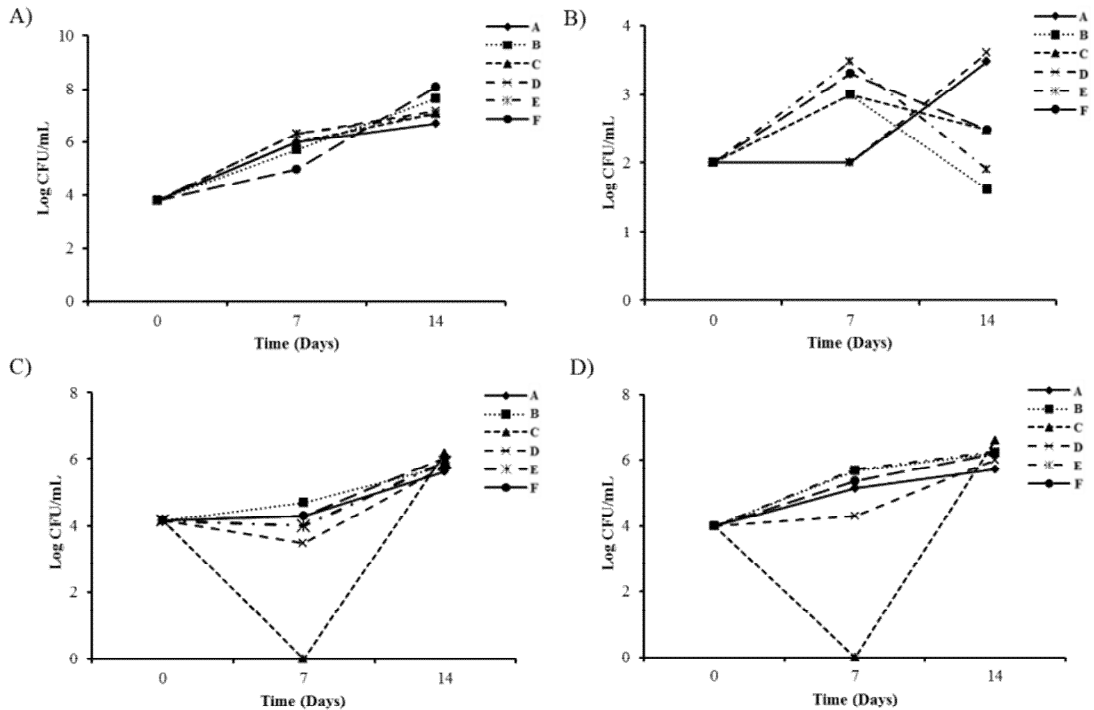 A)
10
8
6
4
2
0
Log CFU/mL
0 7 14
Time (Days)
A
B
C
D
E
F
B)
4
3
2
1
0
Log CFU/mL
0 7 14
Time (Days)
A
B
C
D
E
F
C)
8
6
4
2
0
Log CFU/mL
0 7 14
Time (Days)
A
B
C
D
E
F
D)
8
6
4
2
0
Log CFU/mL
0 7 14
Time (Days)
A
B
C
D
E
F